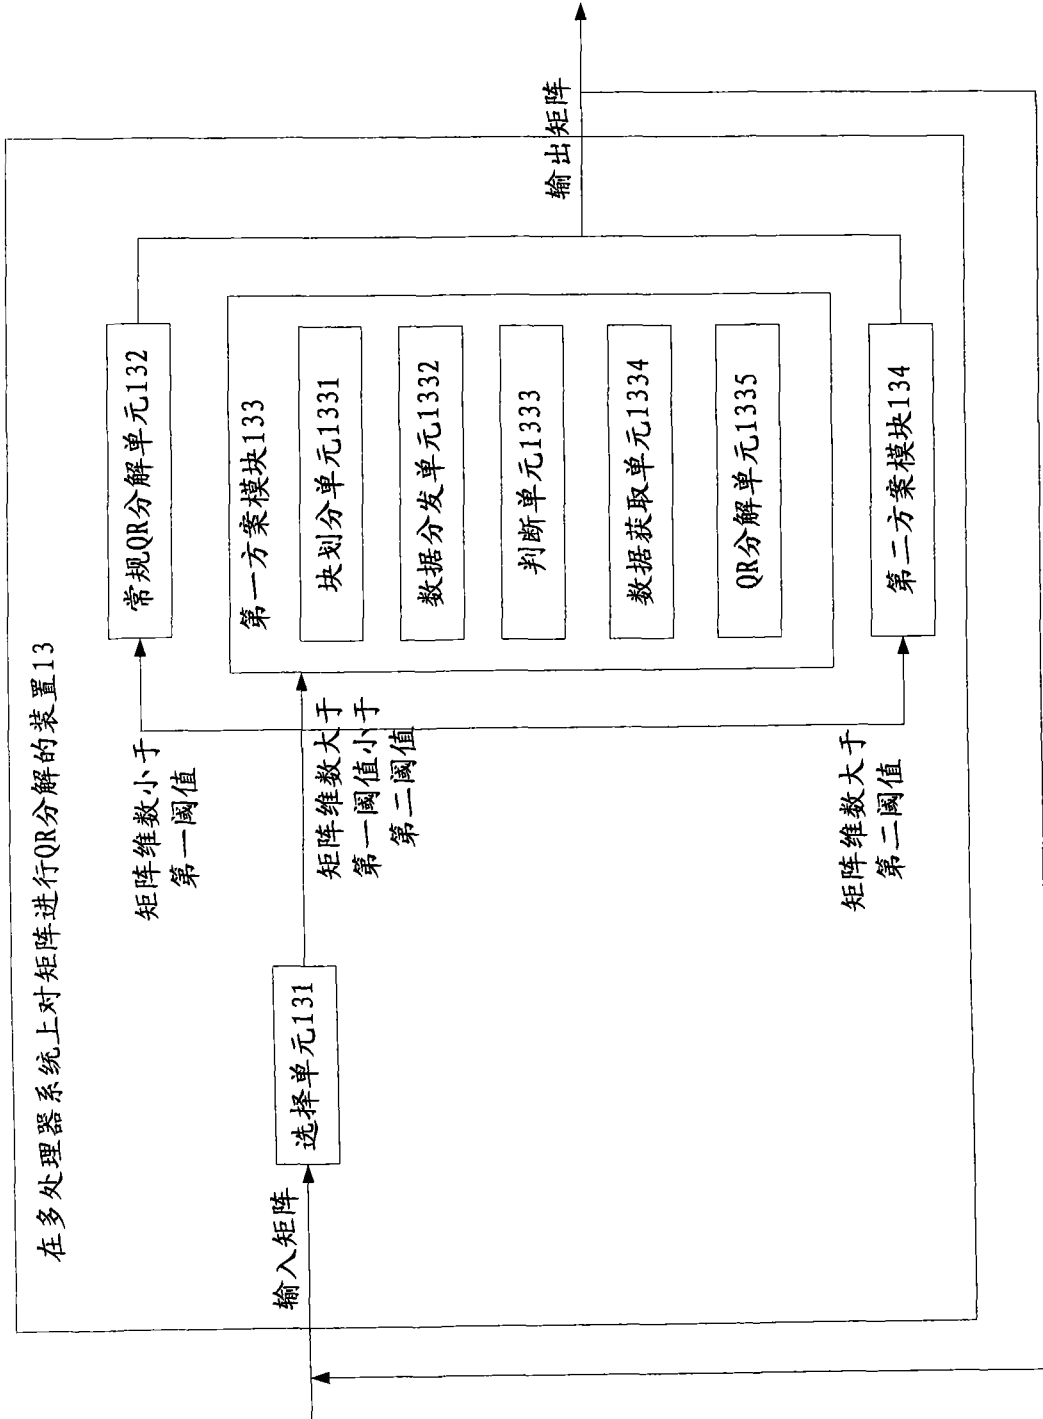 在多处理器系统上对矩阵进行QR分解的装置13
输入矩阵
选择单元131
矩阵维数小于
第一阈值
矩阵维数大于
第一阈值小于
第二阈值
矩阵维数大于
第二阈值
常规QR分解单元132
第一方案模块133
块划分单元1331
数据分发单元1332
判断单元1333
数据获取单元1334
QR分解单元1335
第二方案模块134
输出矩阵